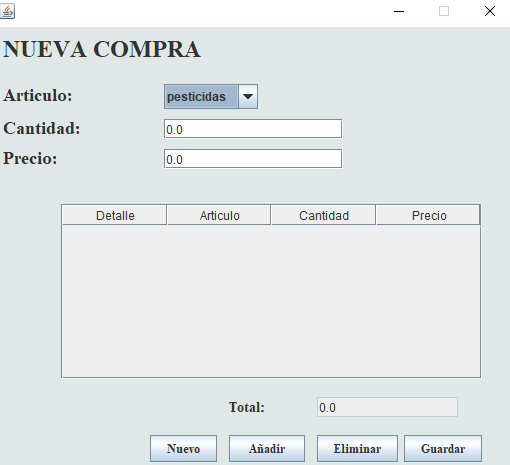 NUEVA COMPRA
Articulo: pesticidas
Cantidad: 0.0
Precio: 0.0
Detalle Articulo Cantidad Precio
Total: 0.0
Nuevo Añadir Eliminar Guardar